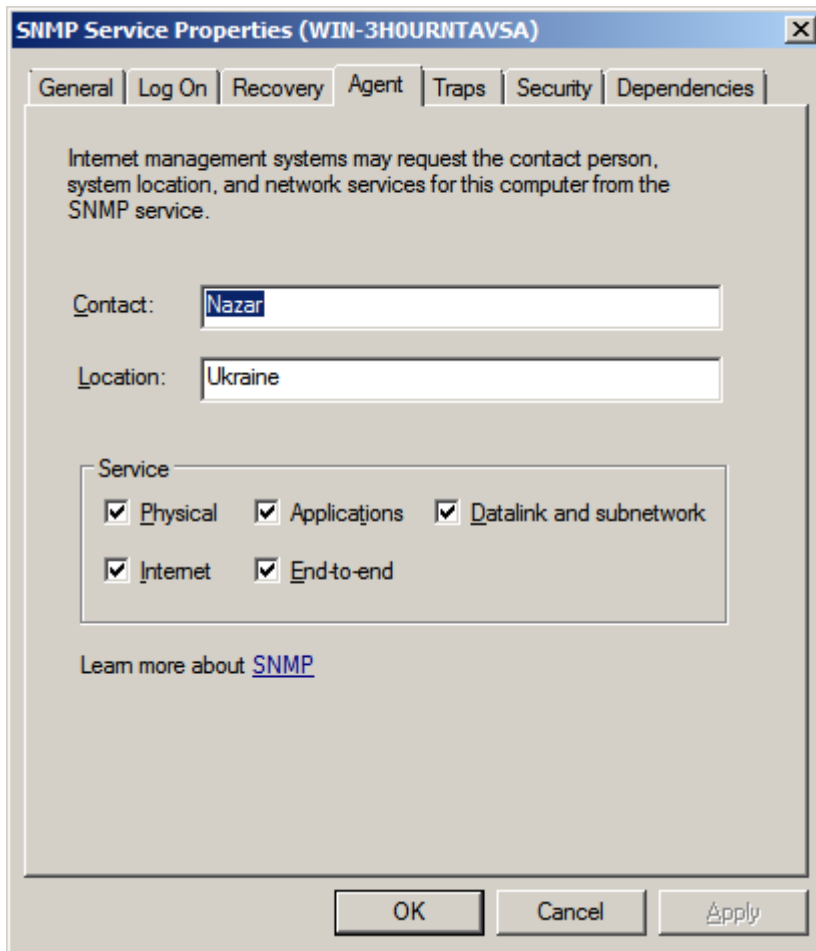 SNMP Service Properties (WIN-3H0URNTAVSA)
General Log On Recovery Agent Traps Security Dependencies
Internet management systems may request the contact person,
system location, and network services for this computer from the
SNMP service.
Contact: Nazar
Location: Ukraine
Service
Physical Applications Datalink and subnetwork
Internet End-to-end
Learn more about SNMP
OK Cancel Apply